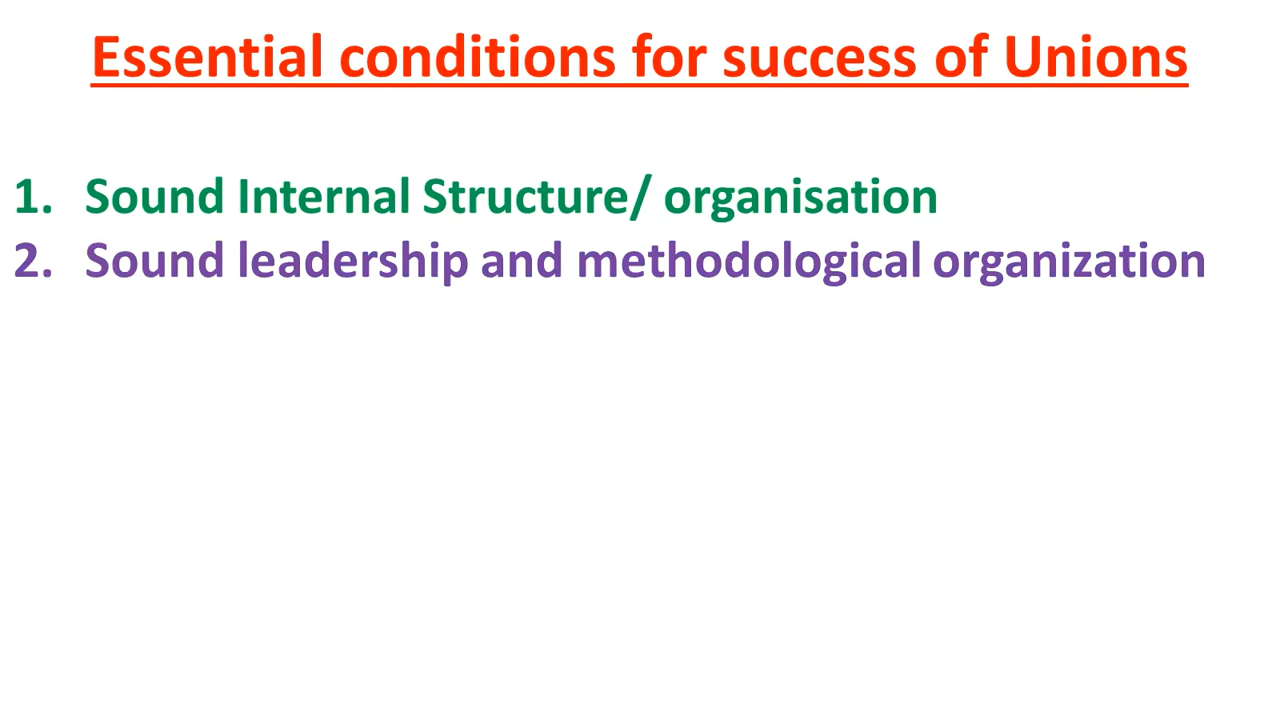 Essential conditions for success of Unions
1. Sound Internal Structure/ organisation
2. Sound leadership and methodological organization